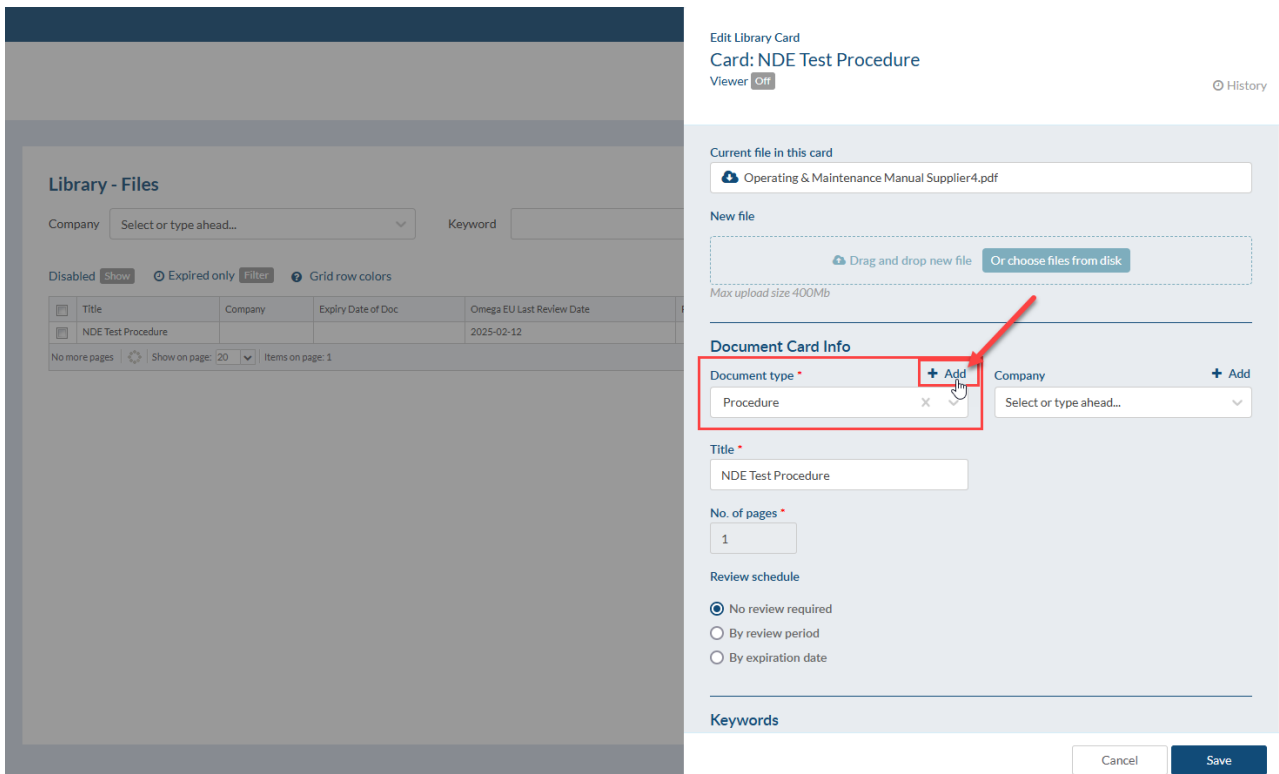 Edit Library Card
Card: NDE Test Procedure
Viewer Off
History
Current file in this card
Operating & Maintenance Manual Supplier4.pdf
New file
Drag and drop new file Or choose files from disk
Max upload size 400Mb
Document Card Info
Document type * + Add Company + Add
Procedure Select or type ahead...
Title *
NDE Test Procedure
No. of pages *
1
Review schedule
No review required
By review period
By expiration date
Keywords
Cancel Save
Library - Files
Company Select or type ahead... Keyword
Disabled Show Expired only Filter Grid row colors
Title Company Expiry Date of Doc Omega EU Last Review Date
NDE Test Procedure 2025-02-12
No more pages Show on page: 20 Items on page: 1